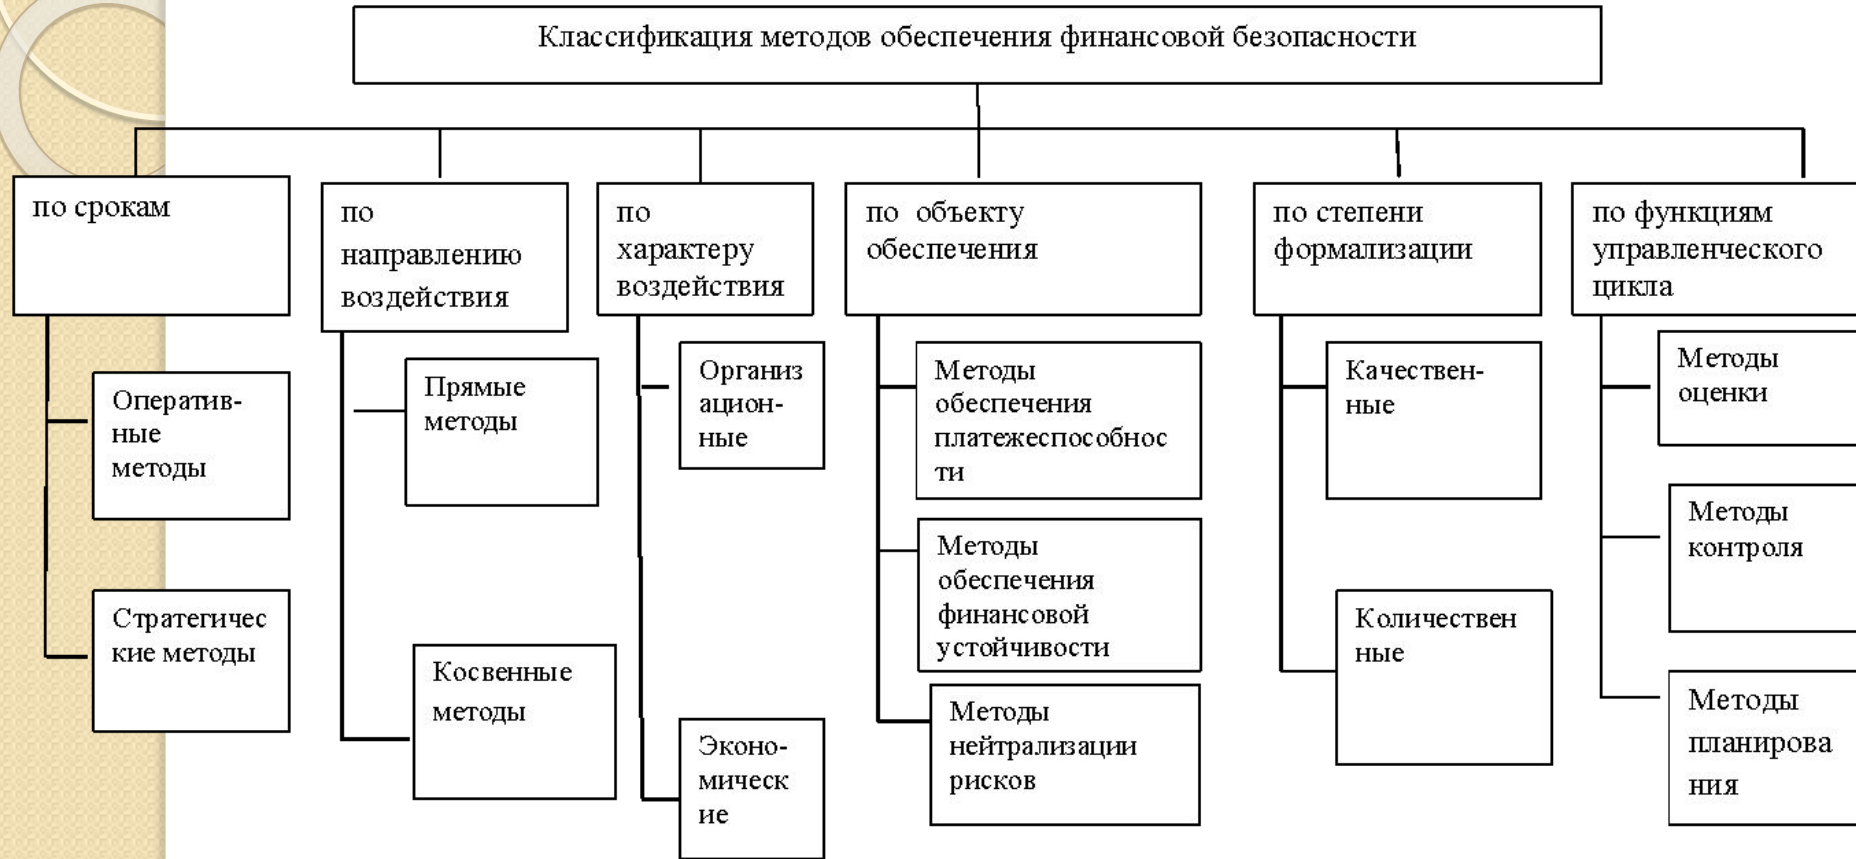 Классификация методов обеспечения финансовой безопасности
по срокам
Оператив-
ные
методы
Стратегичес
кие методы
по
направлению
воздействия
Прямые
методы
Косвенные
методы
по
характеру
воздействия
Организ
ацион-
ные
Эконо-
мическ
ие
по объекту
обеспечения
Методы
обеспечения
платежеспособнос
ти
Методы
обеспечения
финансовой
устойчивости
Методы
нейтрализации
рисков
по степени
формализации
Качествен-
ные
Количествен
ные
по функциям
управленческого
цикла
Методы
оценки
Методы
контроля
Методы
планирова
ния